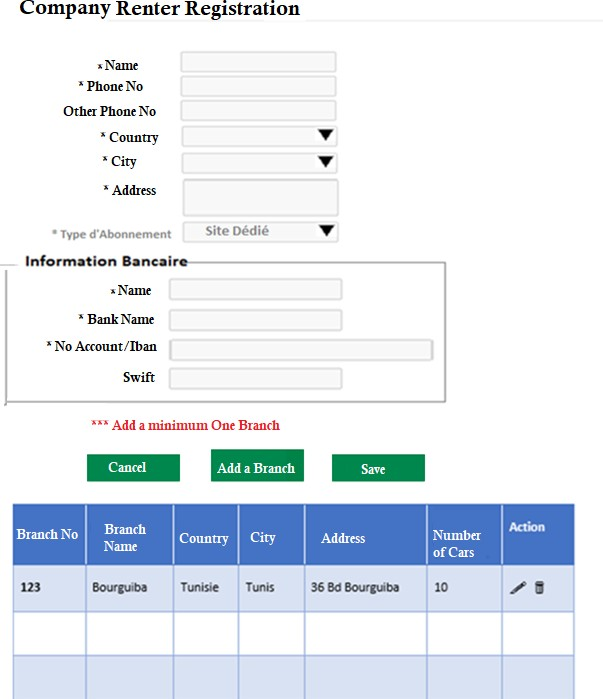 Company Renter Registration
* Name
* Phone No
Other Phone No
* Country
* City
* Address
* Type d'Abonnement Site Dédié
Information Bancaire
* Name
* Bank Name
* No Account/Iban
Swift
*** Add a minimum One Branch
Cancel Add a Branch Save
Branch No Branch Name Country City Address Number of Cars Action
123 Bourguiba Tunisie Tunis 36 Bd Bourguiba 10